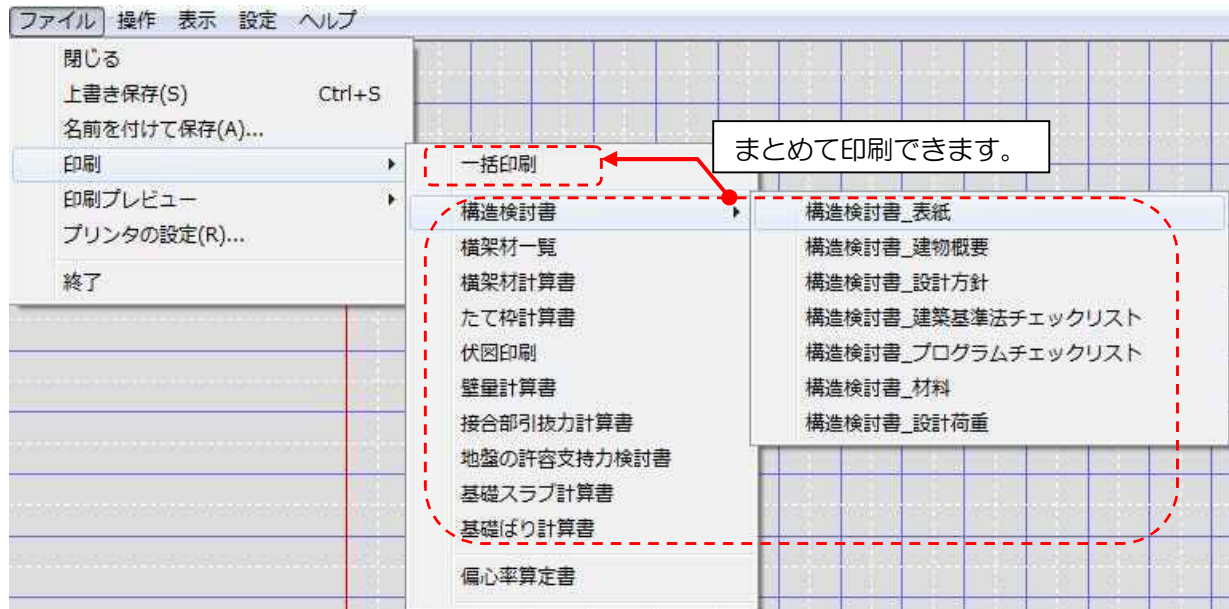 ファイル 操作 表示 設定 ヘルプ
閉じる
上書き保存(S) Ctrl+S
名前を付けて保存(A)...
印刷
印刷プレビュー
プリンタの設定(R)...
終了
一括印刷
まとめて印刷できます。
構造検討書
横架材一覧
横架材計算書
たて枠計算書
伏図印刷
壁量計算書
接合部引抜力計算書
地盤の許容支持力検討書
基礎スラブ計算書
基礎ばり計算書
偏心率算定書
構造検討書_表紙
構造検討書_建物概要
構造検討書_設計方針
構造検討書_建築基準法チェックリスト
構造検討書_プログラムチェックリスト
構造検討書_材料
構造検討書_設計荷重